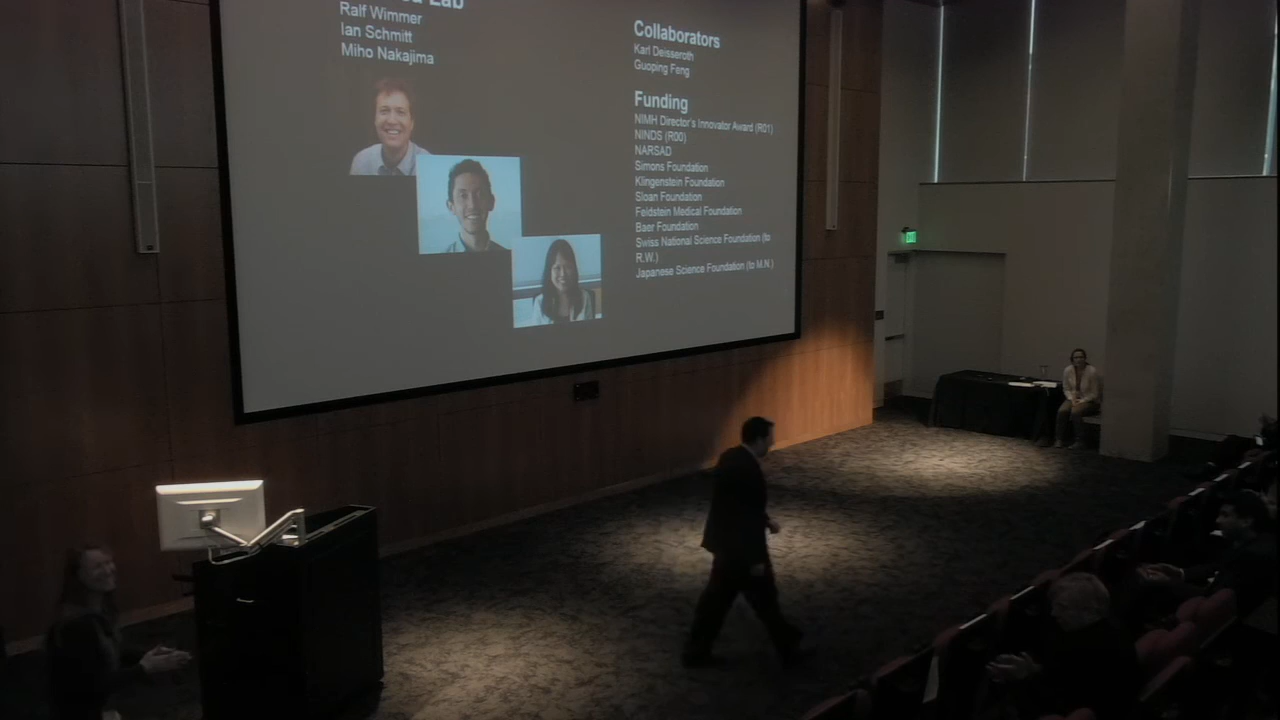 Lab
Ralf Wimmer
Ian Schmitt
Miho Nakajima
Collaborators
Karl Deisseroth
Guoping Feng
Funding
NIMH Director's Innovator Award (R01)
NINDS (R00)
NARSAD
Simons Foundation
Klingenstein Foundation
Sloan Foundation
Feldstein Medical Foundation
Baer Foundation
Swiss National Science Foundation (to
R.W.)
Japanese Science Foundation (to M.N.)